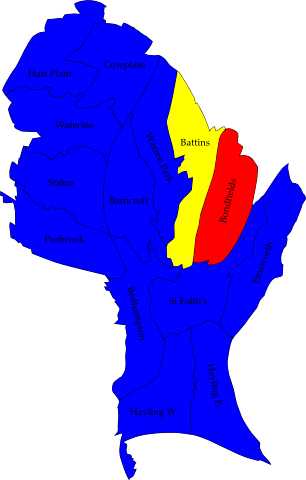 Cowplain
Hart Plain
Waterloo
Battins
Warren Park
Stakes
Bondfields
Barncroft
Purbrook
Emsworth
Bedhampton
St Faith's
Hayling E.
Hayling W.